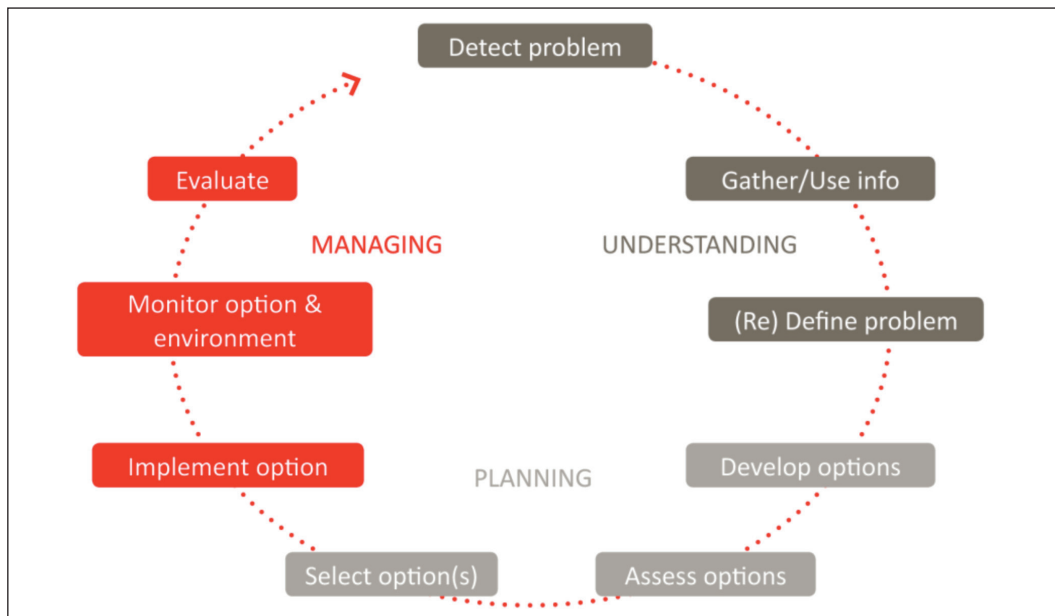 Detect problem
Evaluate
Gather/Use info
MANAGING
UNDERSTANDING
Monitor option &
environment
(Re) Define problem
Implement option
PLANNING
Develop options
Select option(s)
Assess options